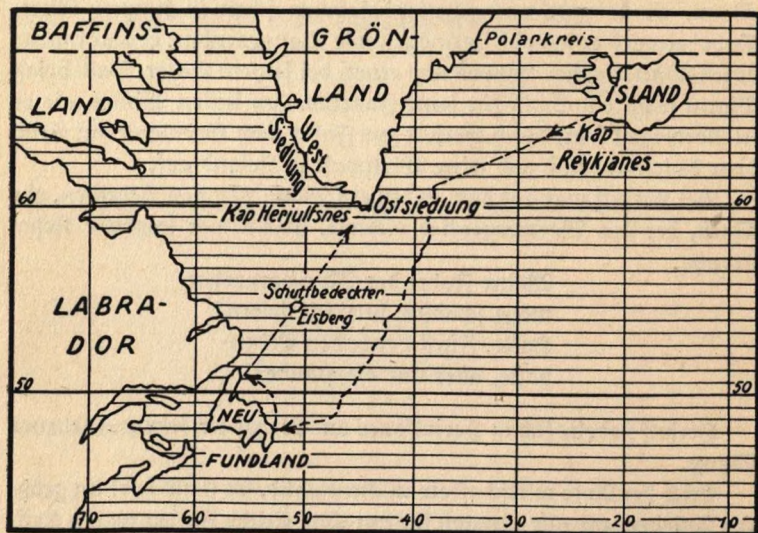 BAFFINS-
LAND
GRÖN-
LAND
Polarkreis
ISLAND
Kap
Reykjanes
West-
Siedlung
60
Kap Herjulfsnes
Ostsiedlung
60
Schuttbedeckter
Eisberg
LABRA-
DOR
50
50
NEU
FUNDLAND
70
60
50
40
30
20
10